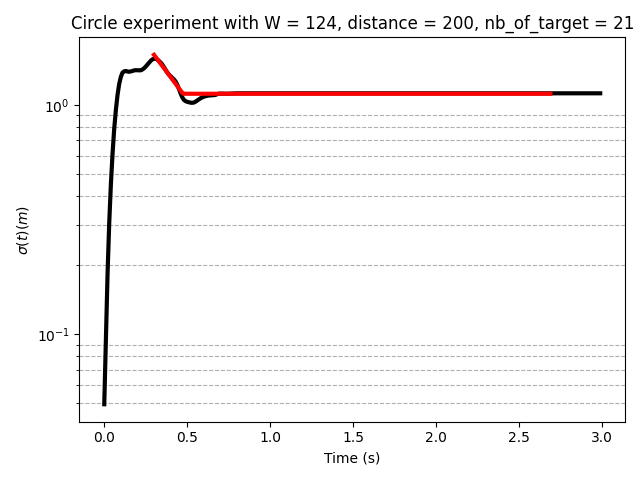 Circle experiment with W = 124, distance = 200, nb_of_target = 21
σ(t)(m)
10⁰
10⁻¹
0.0 0.5 1.0 1.5 2.0 2.5 3.0
Time (s)